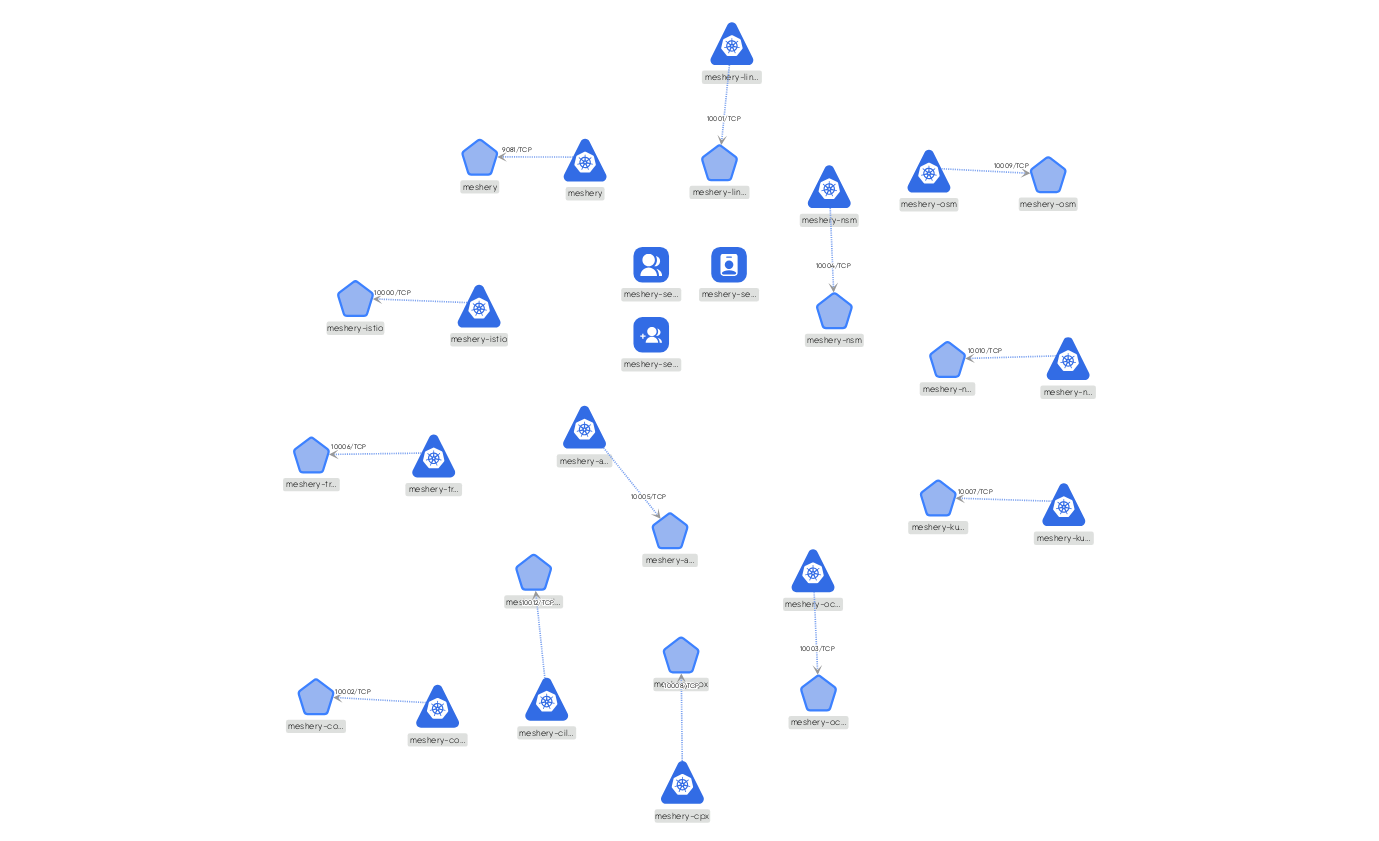 meshery-lin...
10001/TCP
meshery-lin...
9081/TCP
meshery
meshery
10009/TCP
meshery-osm
meshery-osm
meshery-nsm
10004/TCP
meshery-nsm
meshery-se...
meshery-se...
meshery-se...
10000/TCP
meshery-istio
meshery-istio
10010/TCP
meshery-n...
meshery-n...
10006/TCP
meshery-tr...
meshery-tr...
meshery-a...
10005/TCP
meshery-a...
10007/TCP
meshery-ku...
meshery-ku...
10012/TCP
meshery-cil...
meshery-oc...
10003/TCP
meshery-oc...
10008/TCP
meshery-cpx
10002/TCP
meshery-co...
meshery-co...